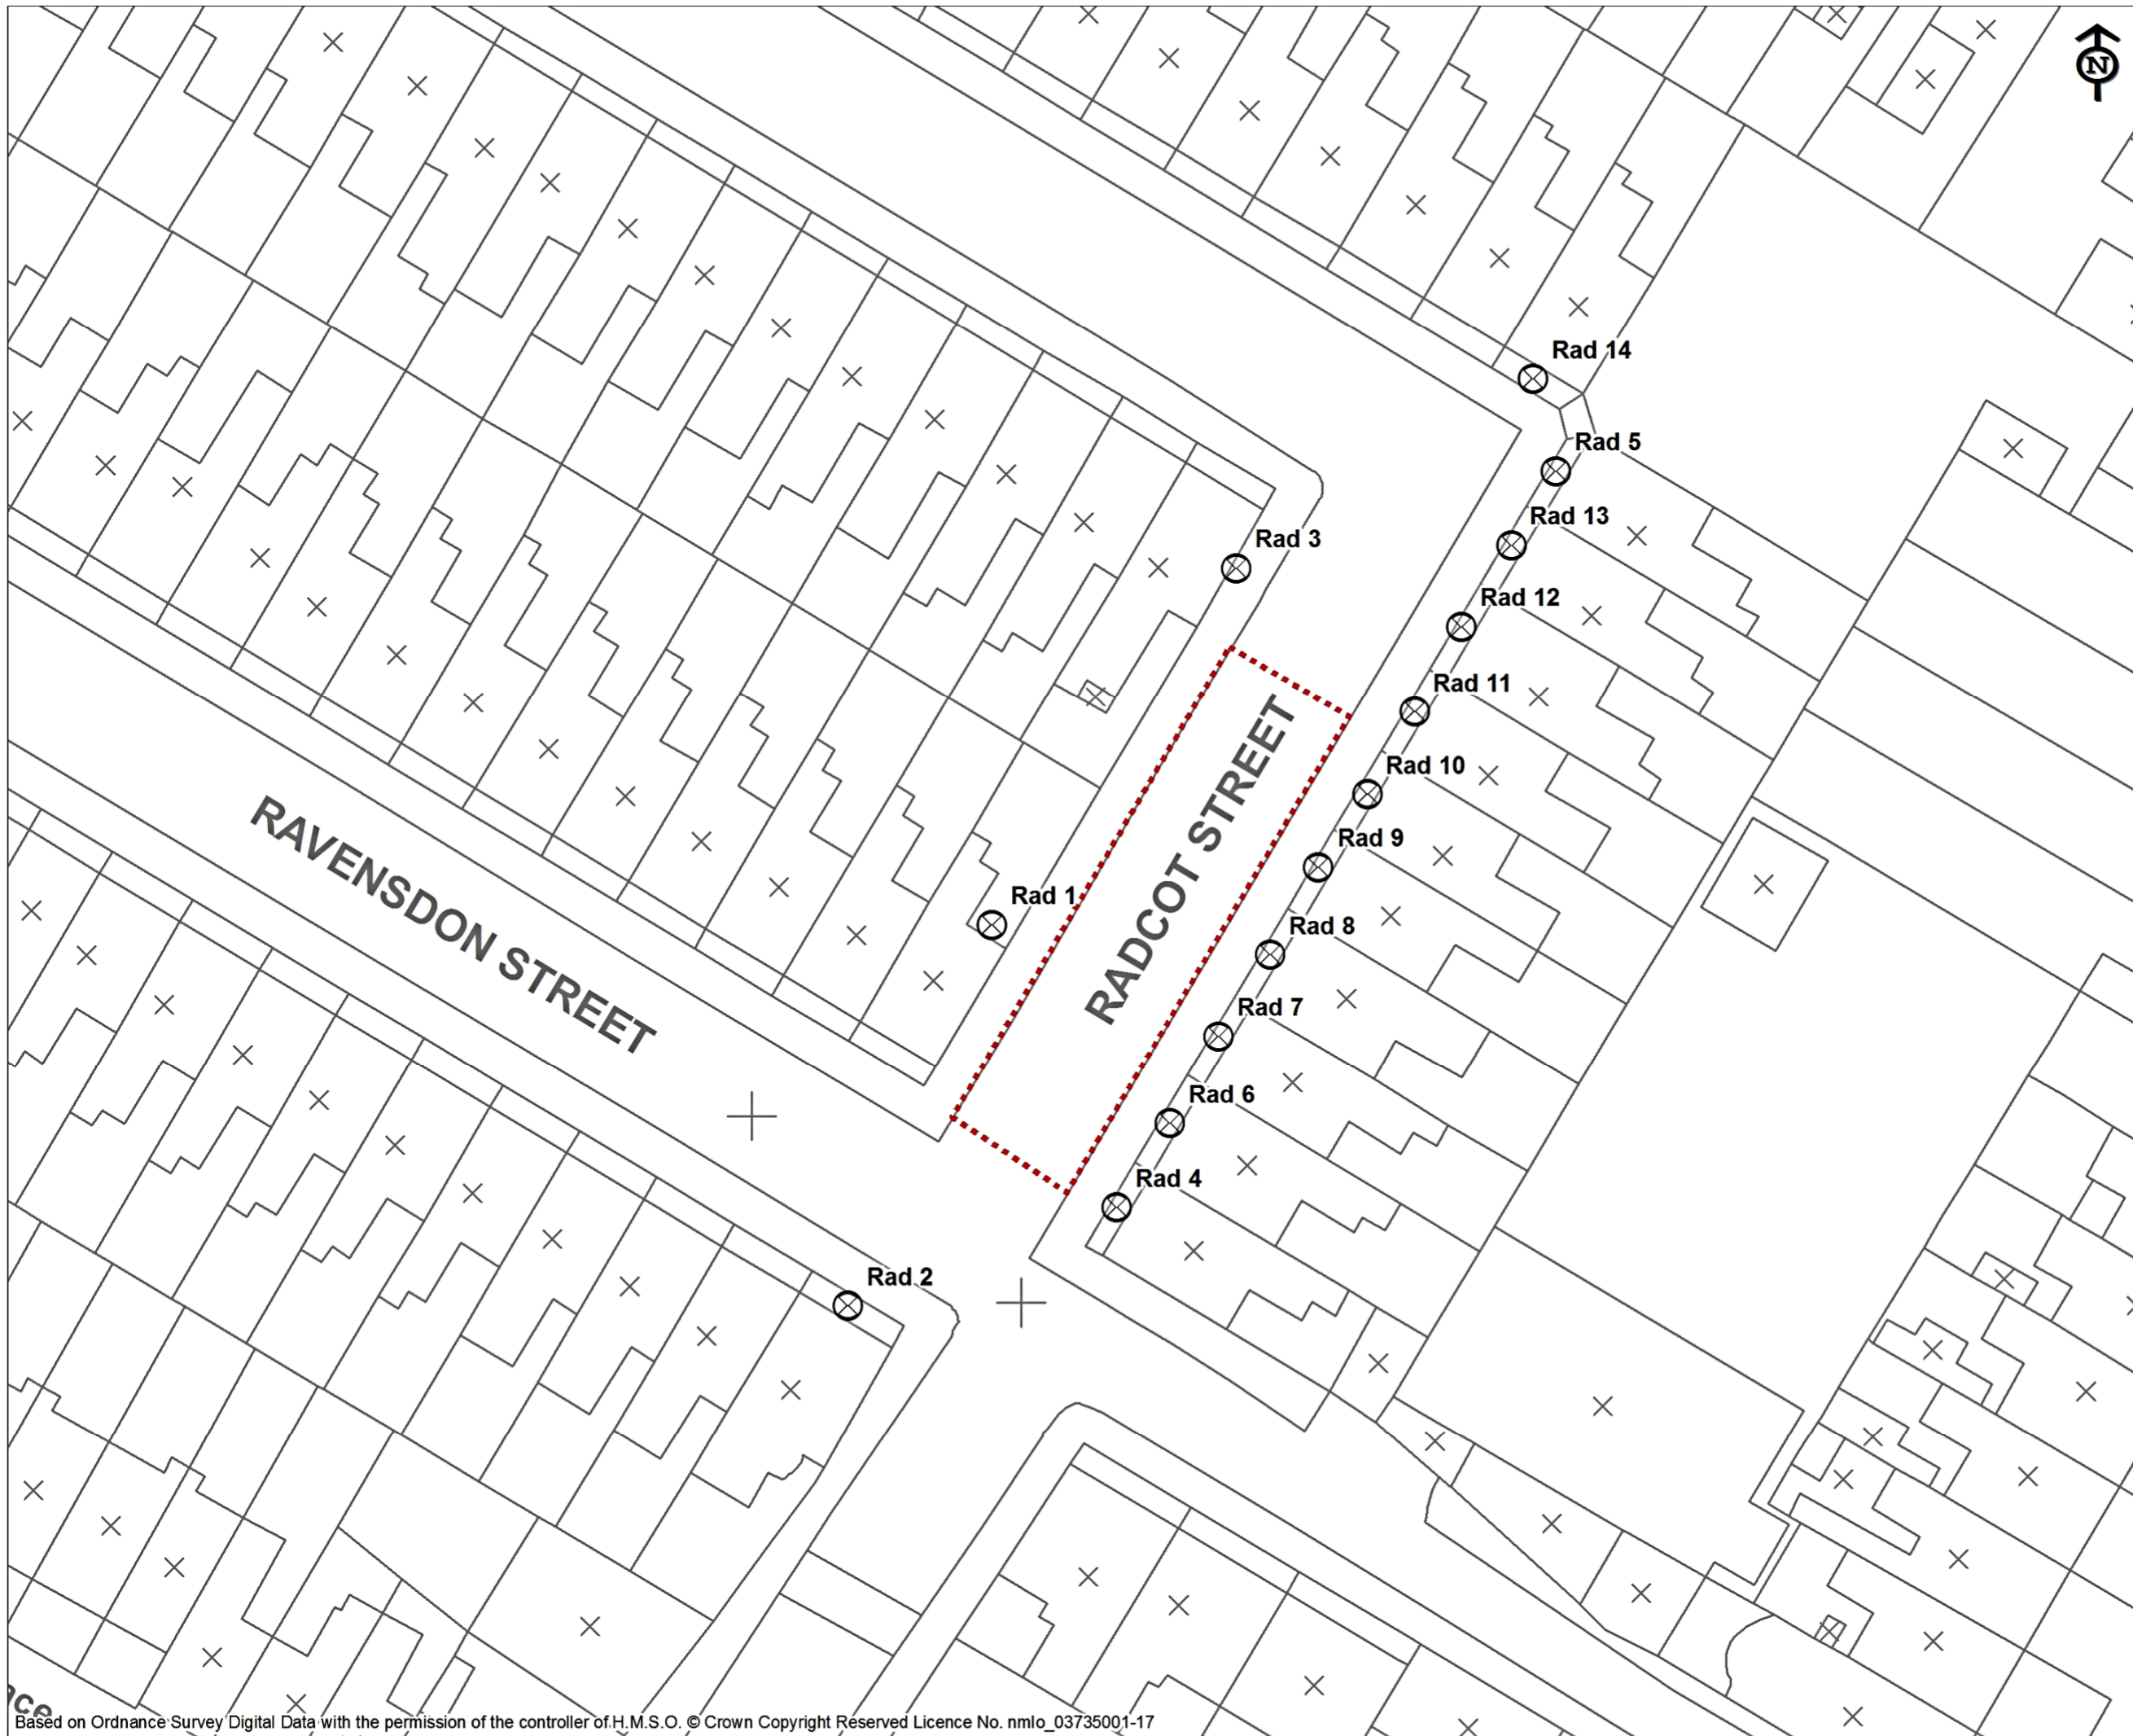 N
Rad 14
Rad 5
Rad 13
Rad 3
Rad 12
Rad 11
Rad 10
Rad 9
Rad 1
Rad 8
RADCOT STREET
RAVENSDON STREET
Rad 7
Rad 6
Rad 4
Rad 2
Based on Ordnance Survey Digital Data with the permission of the controller of H.M.S.O. © Crown Copyright Reserved Licence No. nmlo_03735001-17